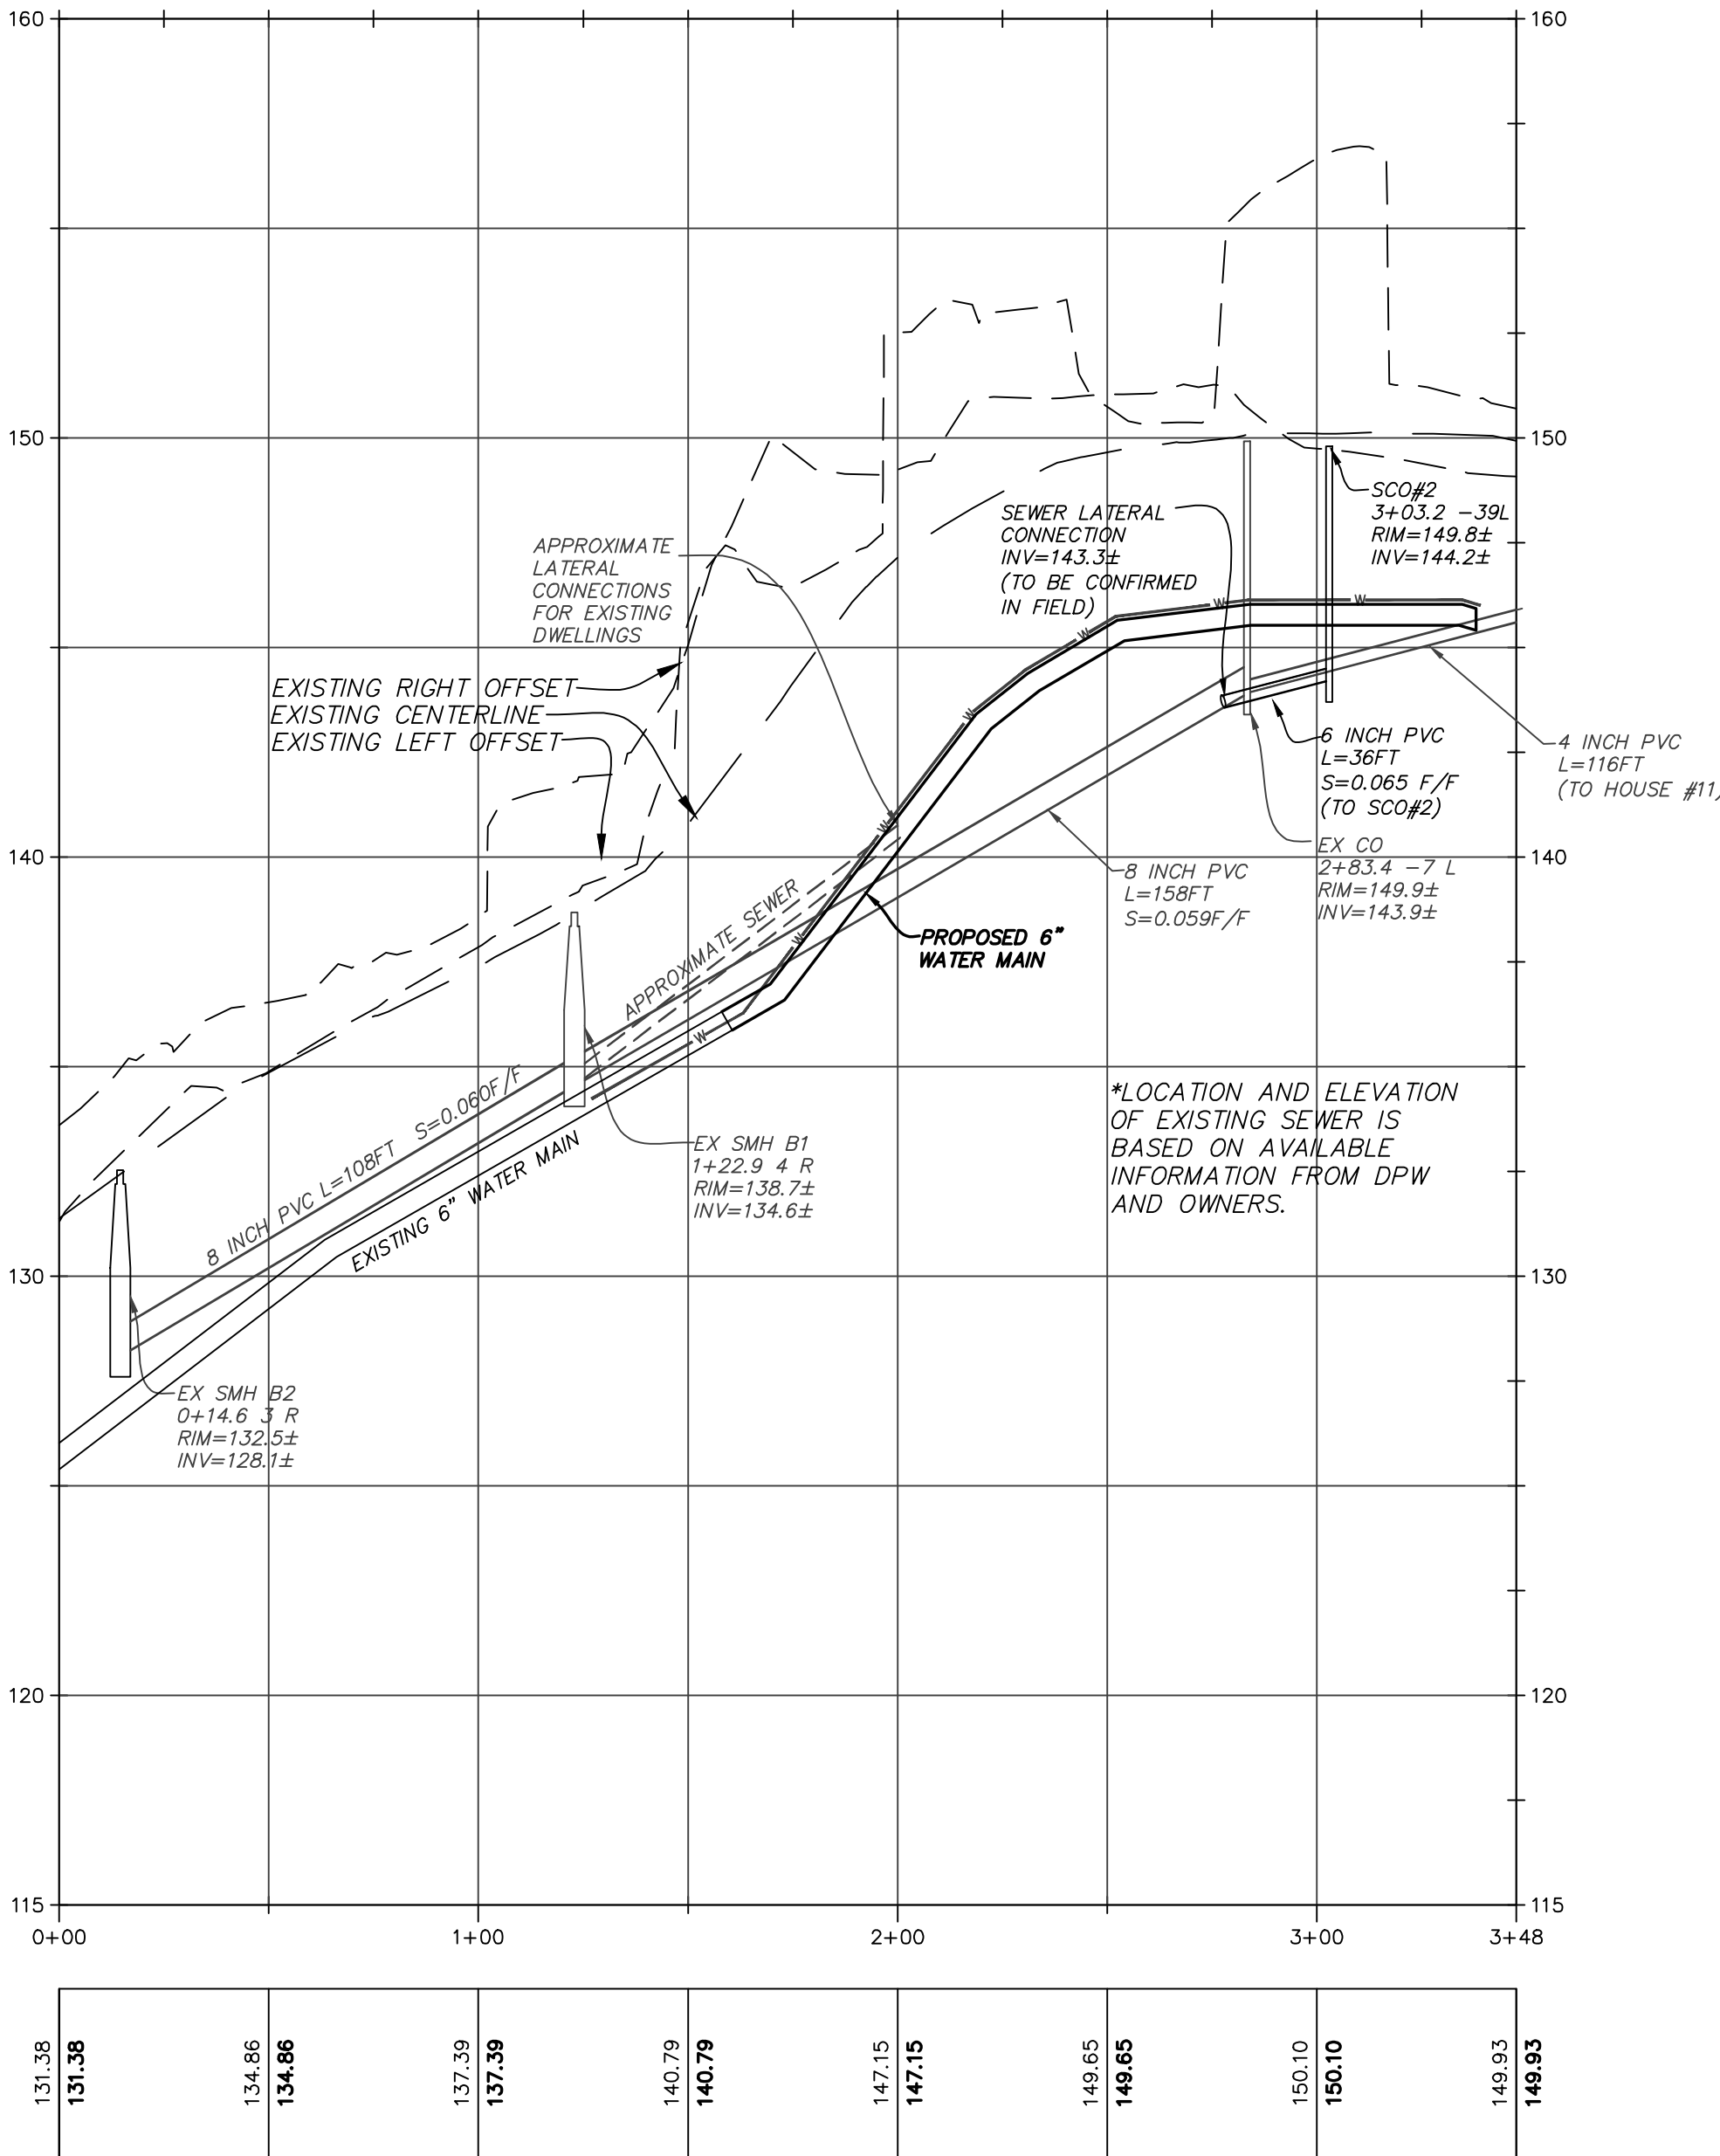 160
160
150
150
140
140
130
130
120
120
115
115
APPROXIMATE
LATERAL
CONNECTIONS
FOR EXISTING
DWELLINGS
EXISTING RIGHT OFFSET
EXISTING CENTERLINE
EXISTING LEFT OFFSET
SEWER LATERAL
CONNECTION
INV=143.3±
(TO BE CONFIRMED
IN FIELD)
SCO#2
3+03.2 -39L
RIM=149.8±
INV=144.2±
W
W
W
W
W
W
W
6 INCH PVC
L=36FT
S=0.065 F/F
(TO SCO#2)
4 INCH PVC
L=116FT
(TO HOUSE #11)
EX CO
2+83.4 -7 L
RIM=149.9±
INV=143.9±
8 INCH PVC
L=158FT
S=0.059F/F
PROPOSED 6"
WATER MAIN
APPROXIMATE SEWER
8 INCH PVC L=108FT S=0.060F/F
EXISTING 6" WATER MAIN
EX SMH B1
1+22.9 4 R
RIM=138.7±
INV=134.6±
*LOCATION AND ELEVATION
OF EXISTING SEWER IS
BASED ON AVAILABLE
INFORMATION FROM DPW
AND OWNERS.
EX SMH B2
0+14.6 3 R
RIM=132.5±
INV=128.1±
0+00
1+00
2+00
3+00
3+48
131.38
131.38
134.86
134.86
137.39
137.39
140.79
140.79
147.15
147.15
149.65
149.65
150.10
150.10
149.93
149.93